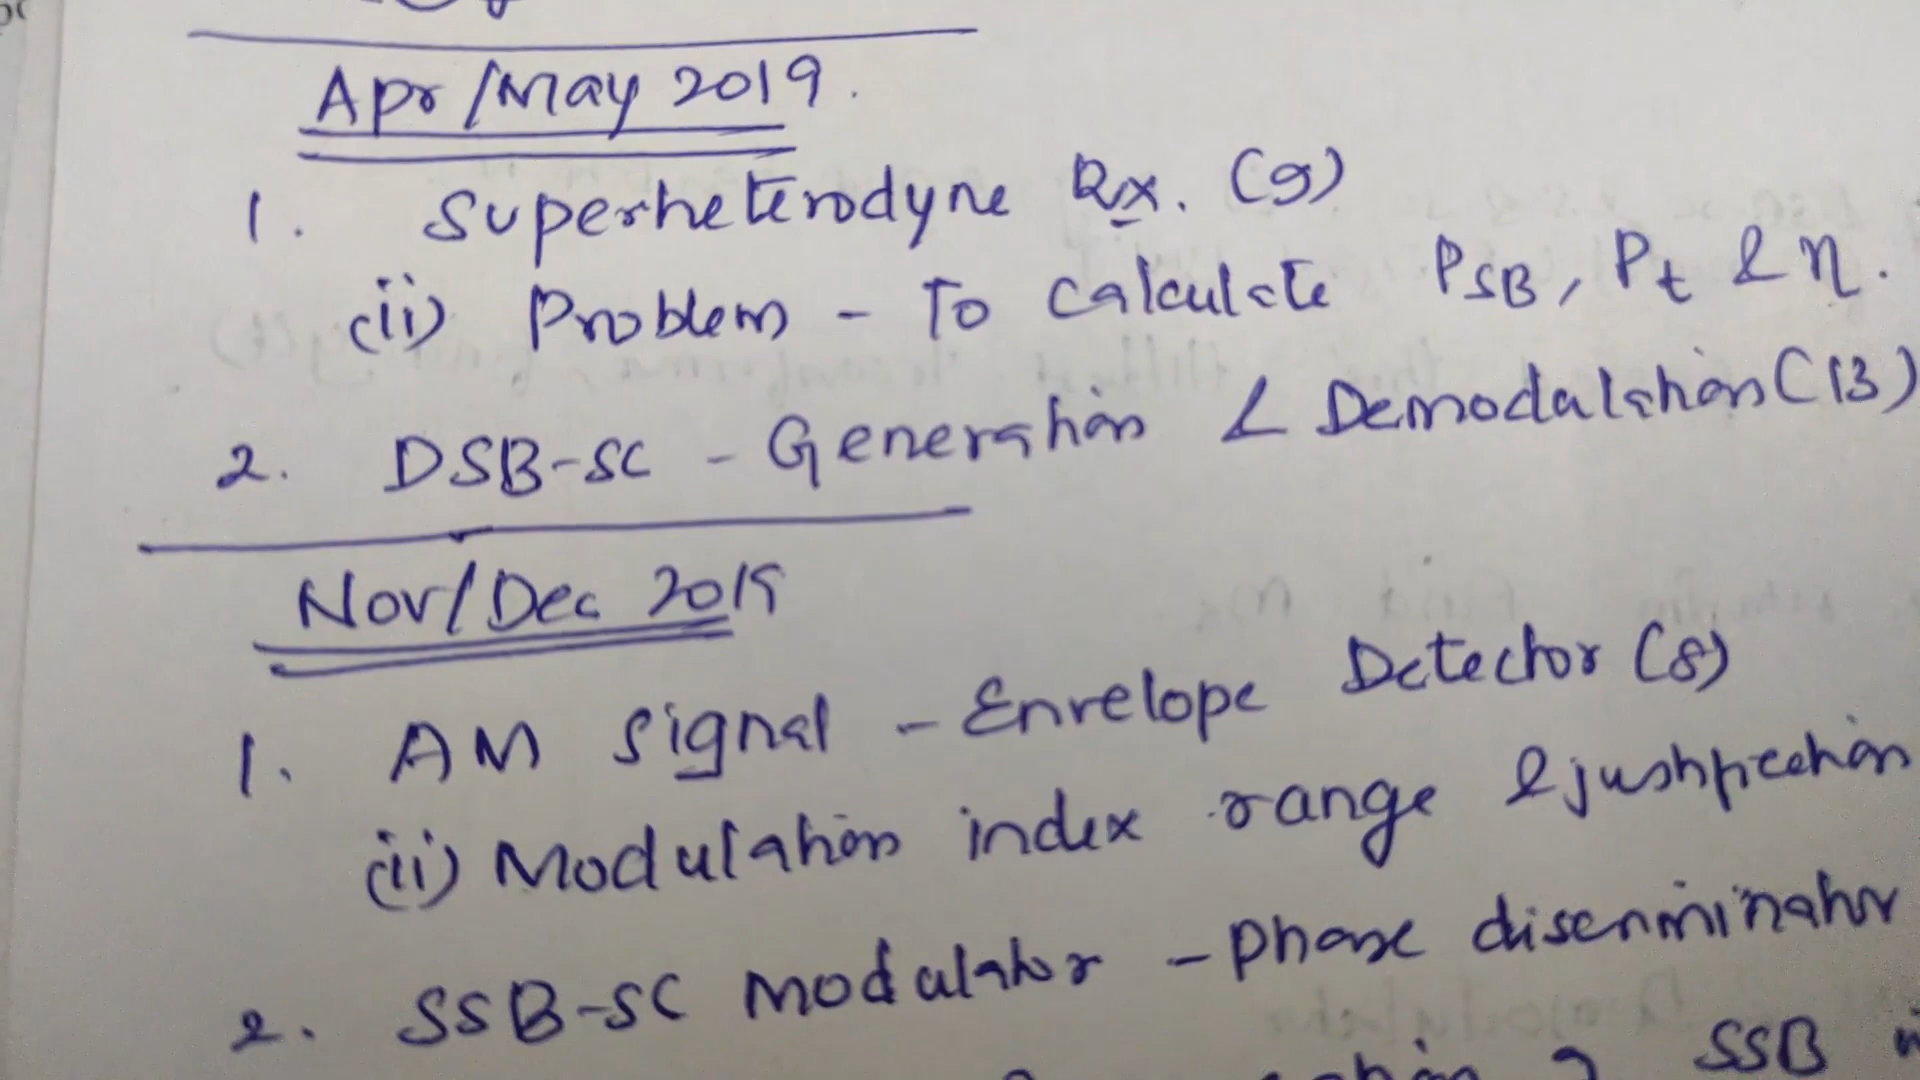 Apr/May 2019.
1. Superheterodyne Rx. (9)
(ii) Problem - To Calculate PSB, Pt & η.
2. DSB-SC - Generation & Demodulation (13)
Nov/Dec 2019
1. AM signal - Envelope Detector (8)
(ii) Modulation index range & justification
2. SSB-SC modulator - Phase discriminator
SSB